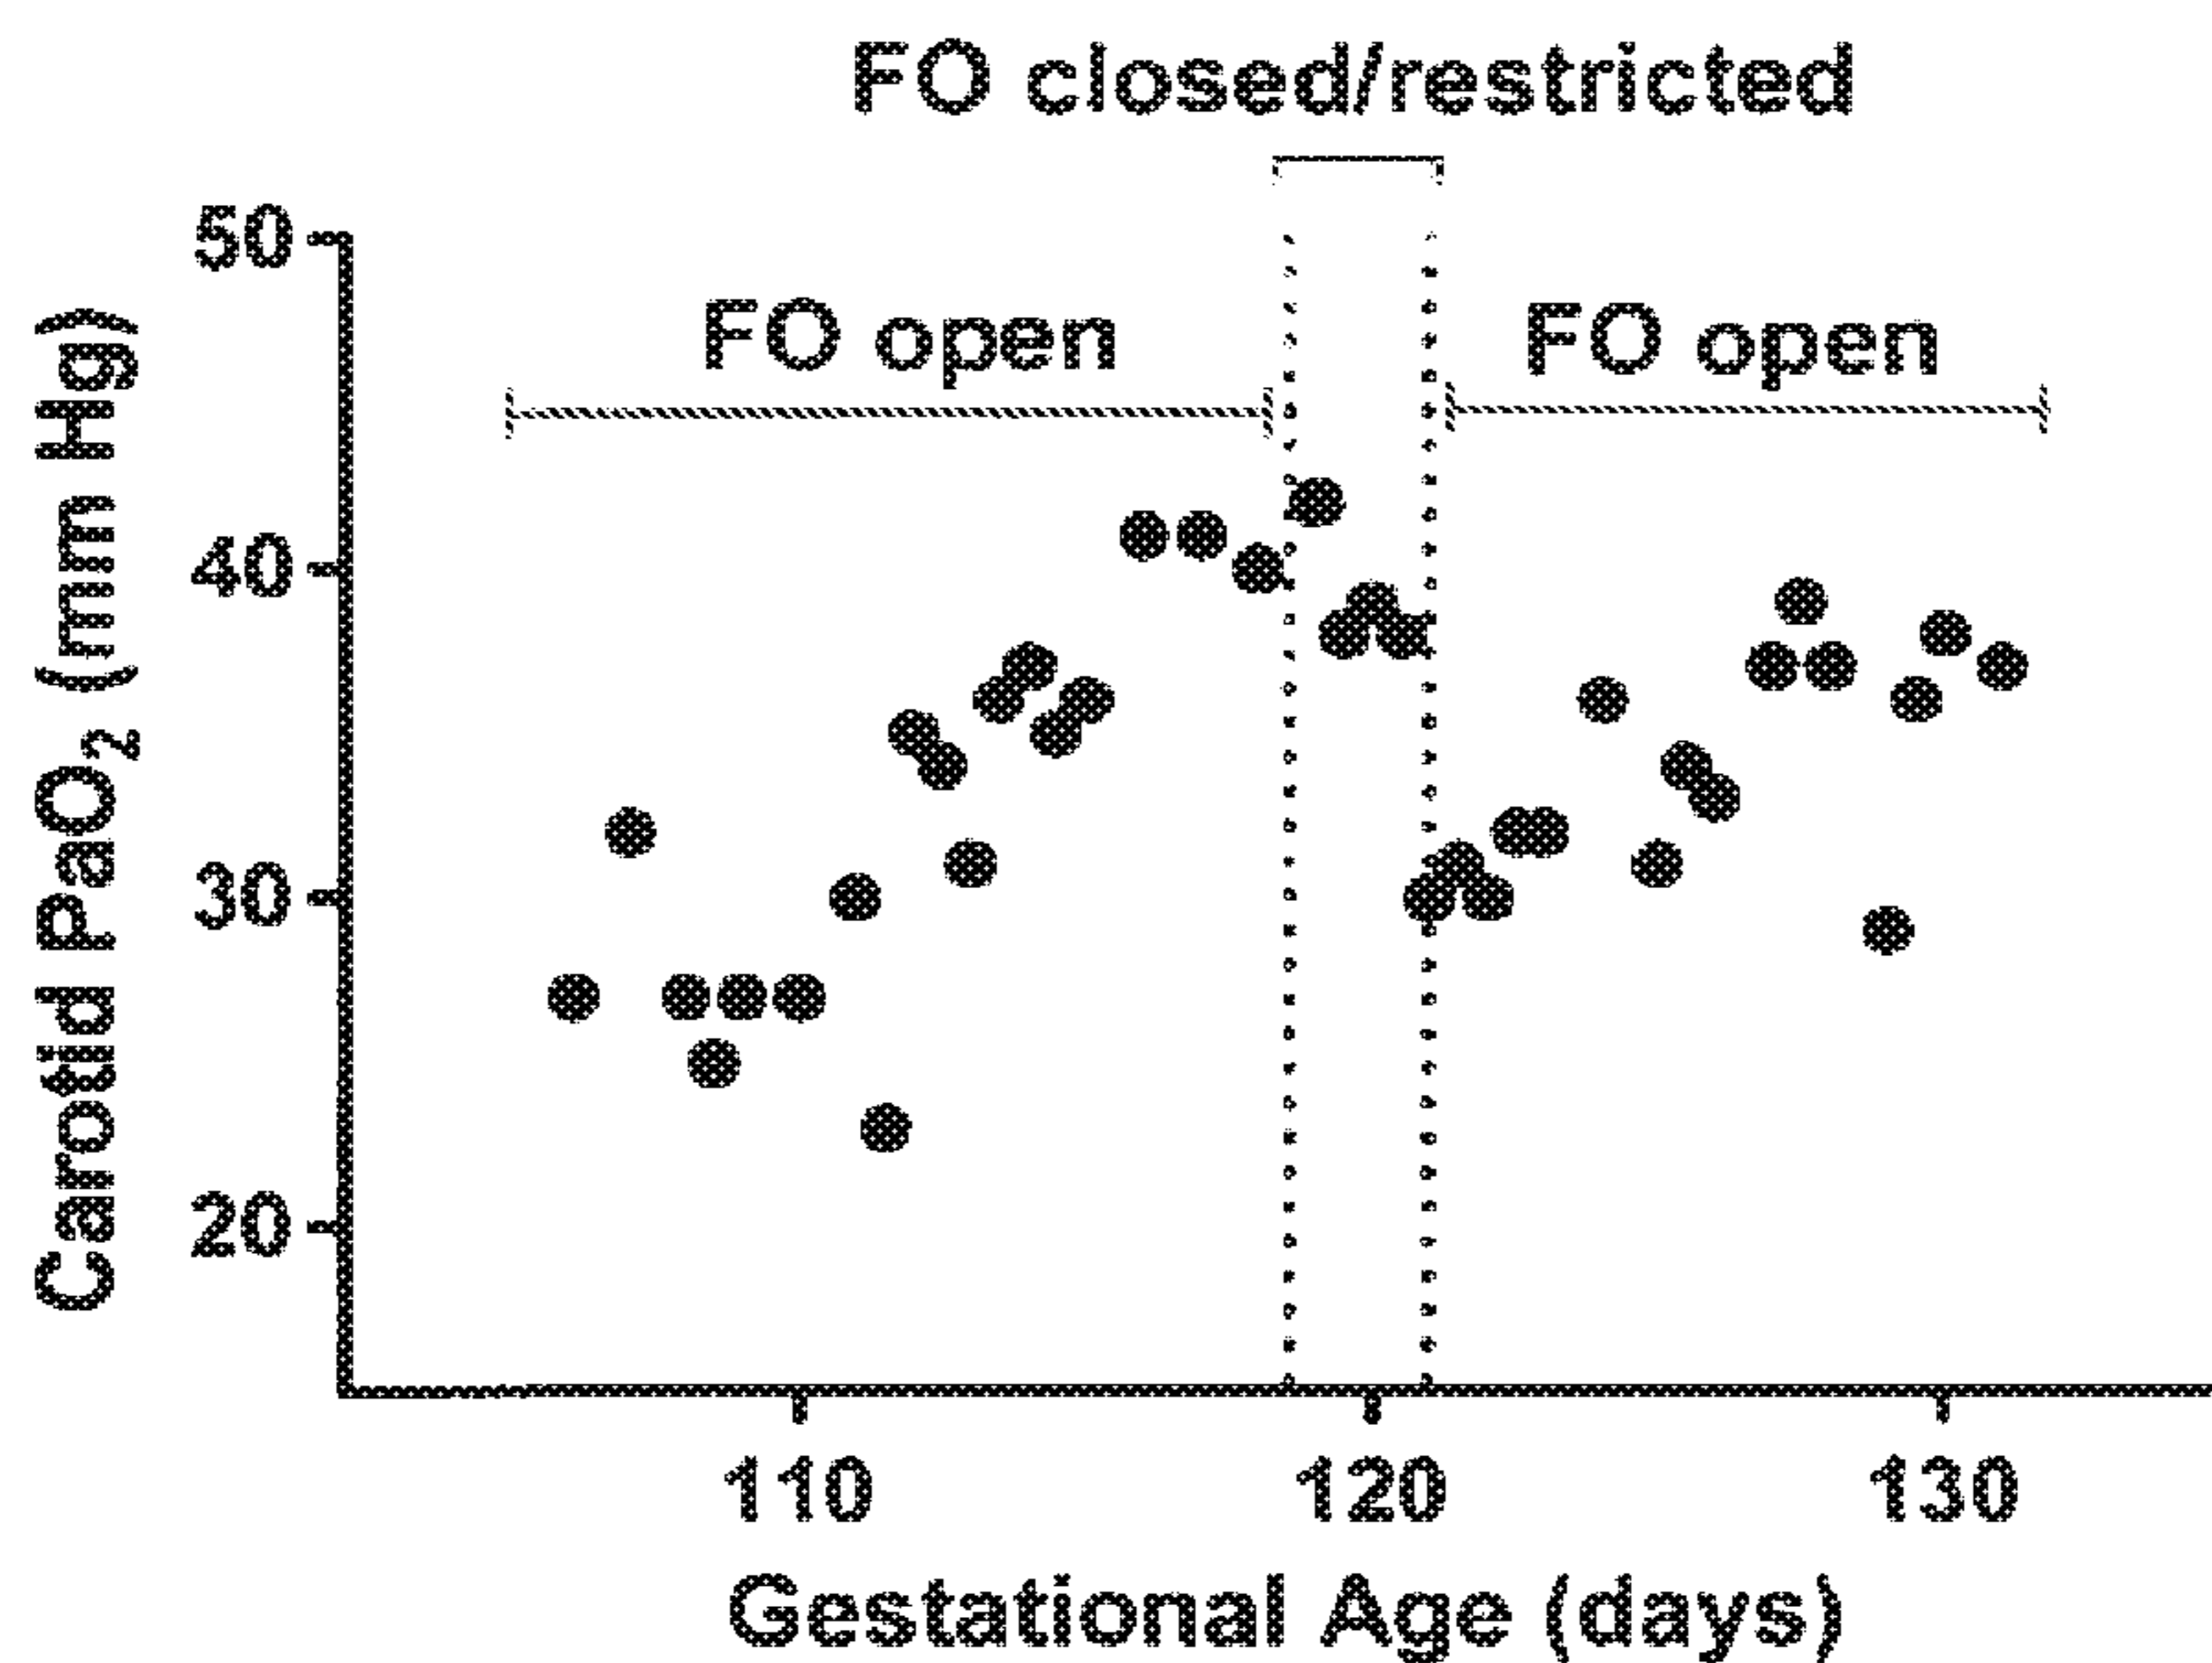 FO closed/restricted
50
FO open
FO open
40
30
20
Carotid PaO₂ (mm Hg)
110
120
130
Gestational Age (days)